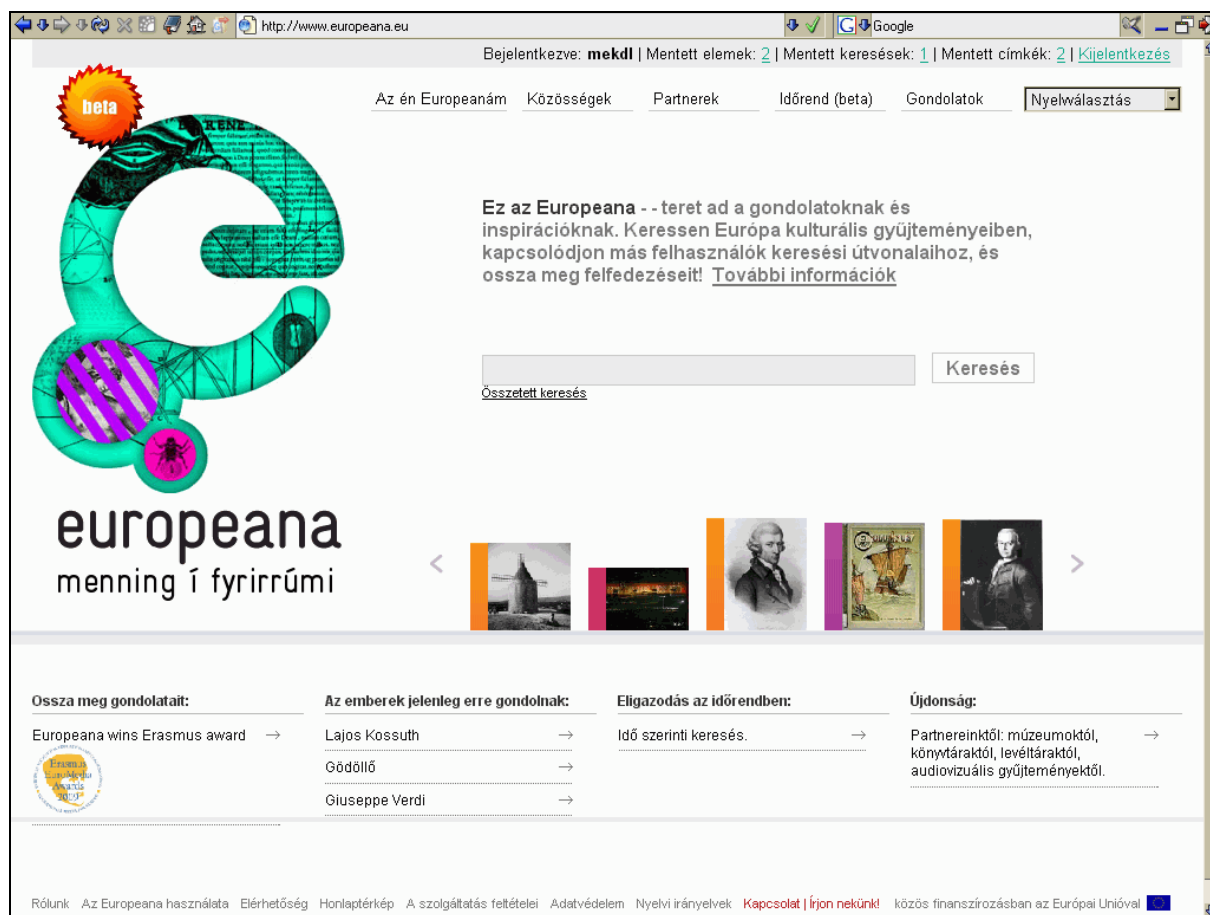 http://www.europeana.eu
Google
Bejelentkezve: mekdl | Mentett elemek: 2 | Mentett keresések: 1 | Mentett címkék: 2 | Kijelentkezés
beta
Az én Europeanám Közösségek Partnerek Időrend (beta) Gondolatok Nyelwálasztás
Ez az Europeana - - teret ad a gondolatoknak és
inspirációknak. Keressen Európa kulturális gyűjteményeiben,
kapcsolódjon más felhasználók keresési útvonalaihoz, és
ossza meg felfedezéseit! További információk
Keresés
Összetett keresés
europeana
menning í fyrirrúmi
Ossza meg gondolatait:
Europeana wins Erasmus award
Erasmus
EuroMedia
Awards
2009
Az emberek jelenleg erre gondolnak:
Lajos Kossuth
Gödöllő
Giuseppe Verdi
Eligazodás az időrendben:
Idő szerinti keresés.
Újdonság:
Partnereinktől: múzeumoktól,
könyvtáraktól, levéltáraktól,
audiovizuális gyűjteményektől.
Rólunk Az Europeana használata Elérhetőség Honlaptérkép A szolgáltatás feltételei Adatvédelem Nyelvi irányelvek Kapcsolat | Írjon nekünk! közös finanszírozásban az Európai Unióval